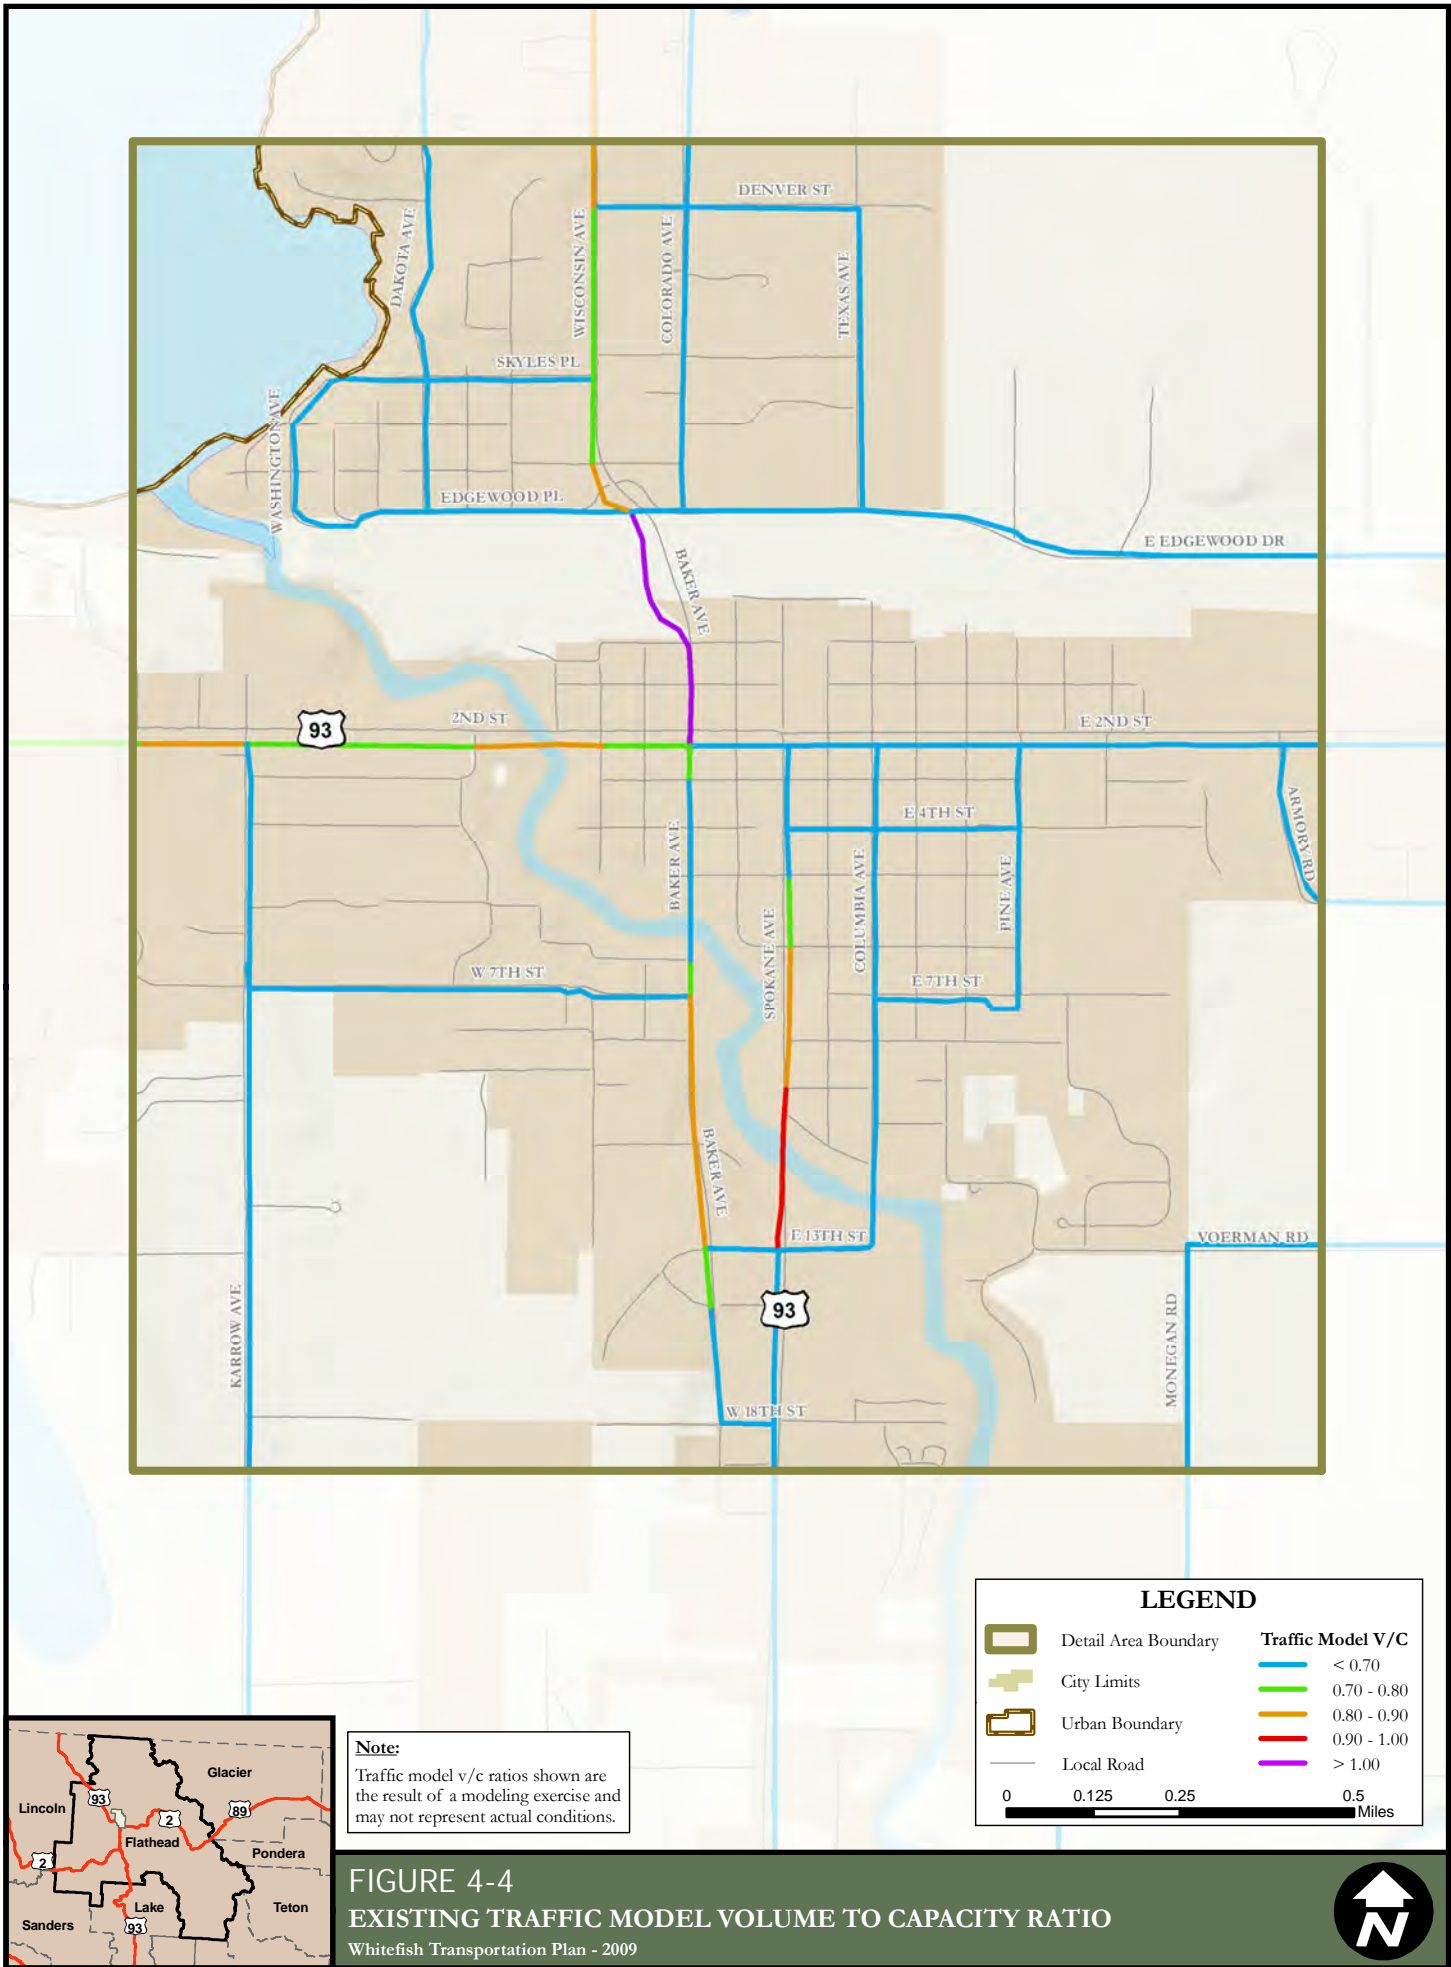 DENVER ST
DAKOTA AVE
WISCONSIN AVE
COLORADO AVE
TEXAS AVE
SKYLES PL
WASHINGTON AVE
EDGEWOOD PL
E EDGEWOOD DR
BAKER AVE
93
2ND ST
E 2ND ST
ARMORY RD
E 4TH ST
BAKER AVE
COLUMBIA AVE
PINE AVE
SPOKANE AVE
W 7TH ST
E 7TH ST
BAKER AVE
E 13TH ST
VOERMAN RD
KARROW AVE
93
MONEGAN RD
W 18TH ST
LEGEND
Detail Area Boundary
City Limits
Urban Boundary
Local Road
Traffic Model V/C
< 0.70
0.70 - 0.80
0.80 - 0.90
0.90 - 1.00
> 1.00
0 0.125 0.25 0.5
Miles
Note:
Traffic model v/c ratios shown are
the result of a modeling exercise and
may not represent actual conditions.
Glacier
Lincoln
93
2
89
Flathead
Pondera
2
Lake
Teton
Sanders
93
FIGURE 4-4
EXISTING TRAFFIC MODEL VOLUME TO CAPACITY RATIO
Whitefish Transportation Plan - 2009
N